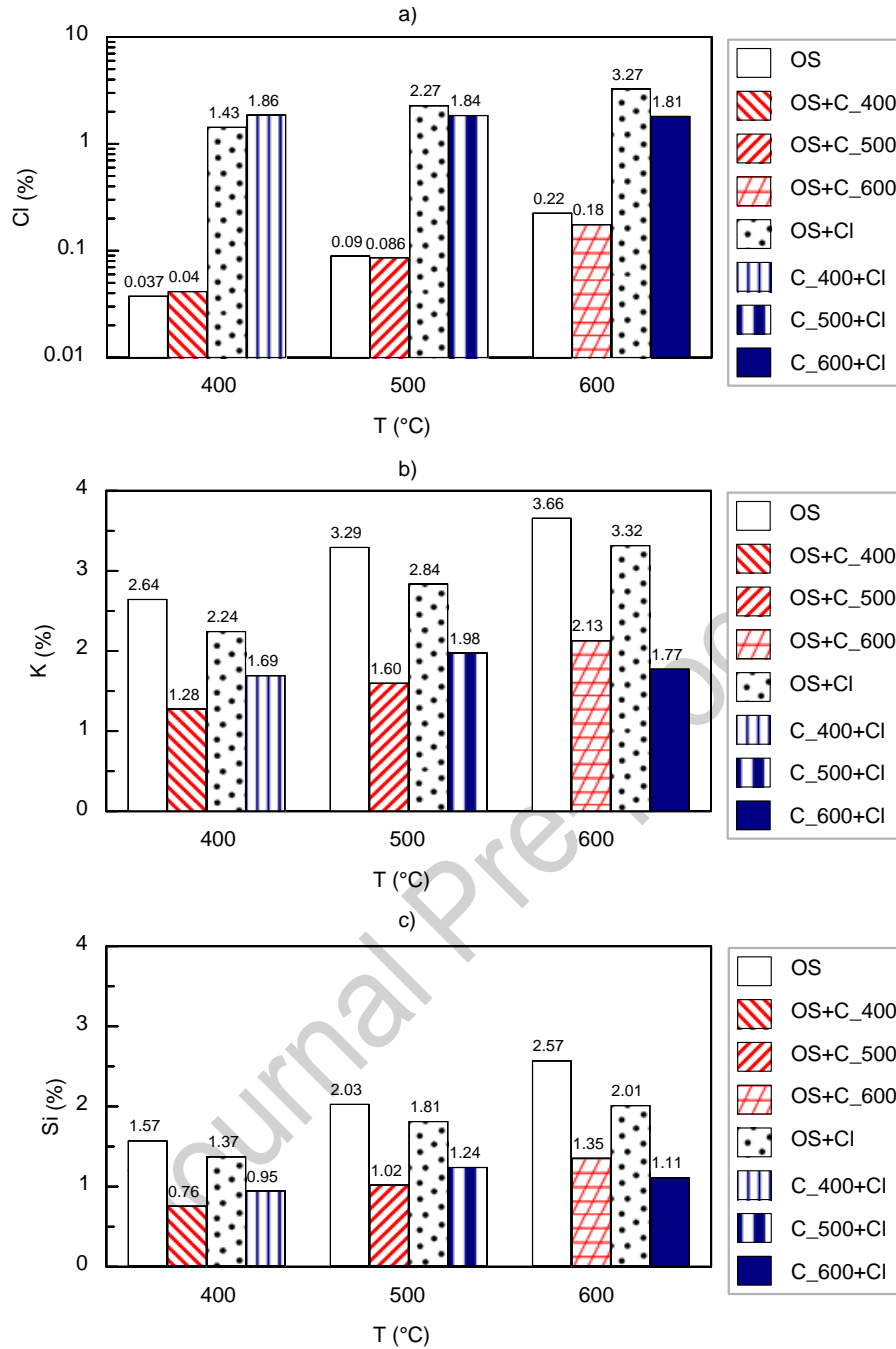 a)
10
1
0.1
0.01
Cl (%)
0.037
0.04
1.43
1.86
0.09
0.086
2.27
1.84
0.22
0.18
3.27
1.81
400
500
600
T (°C)
OS
OS+C_400
OS+C_500
OS+C_600
OS+Cl
C_400+Cl
C_500+Cl
C_600+Cl
b)
4
3
2
1
0
K (%)
2.64
1.28
2.24
1.69
3.29
1.60
2.84
1.98
3.66
2.13
3.32
1.77
400
500
600
T (°C)
OS
OS+C_400
OS+C_500
OS+C_600
OS+Cl
C_400+Cl
C_500+Cl
C_600+Cl
c)
4
3
2
1
0
Si (%)
1.57
0.76
1.37
0.95
2.03
1.02
1.81
1.24
2.57
1.35
2.01
1.11
400
500
600
T (°C)
OS
OS+C_400
OS+C_500
OS+C_600
OS+Cl
C_400+Cl
C_500+Cl
C_600+Cl